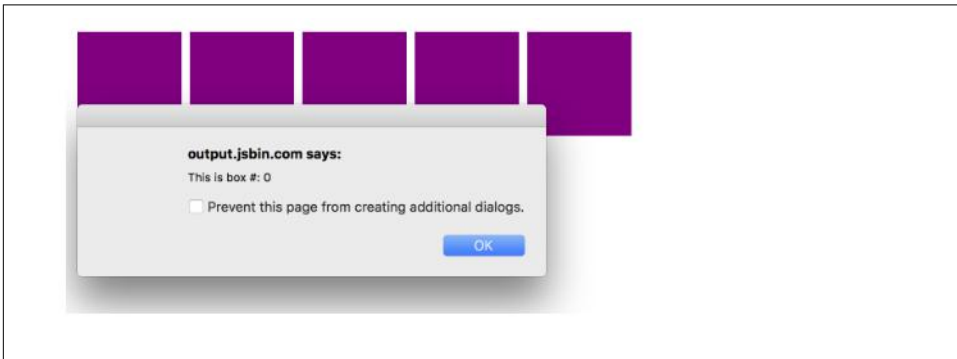 output.jsbin.com says:
This is box #: 0
Prevent this page from creating additional dialogs.
OK